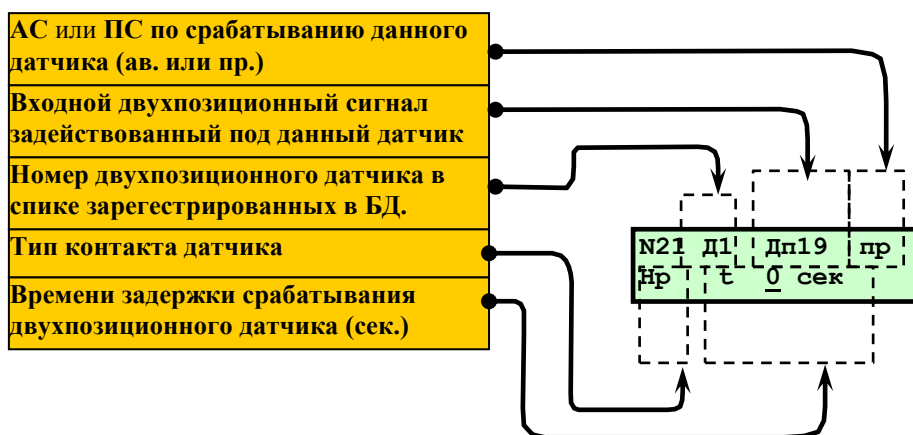 АС или ПС по срабатыванию данного
датчика (ав. или пр.)
Входной двухпозиционный сигнал
задействованный под данный датчик
Номер двухпозиционного датчика в
спике зарегестрированных в БД.
Тип контакта датчика
Времени задержки срабатывания
двухпозиционного датчика (сек.)
N21 Д1 Дп19 пр
Нр t 0 сек